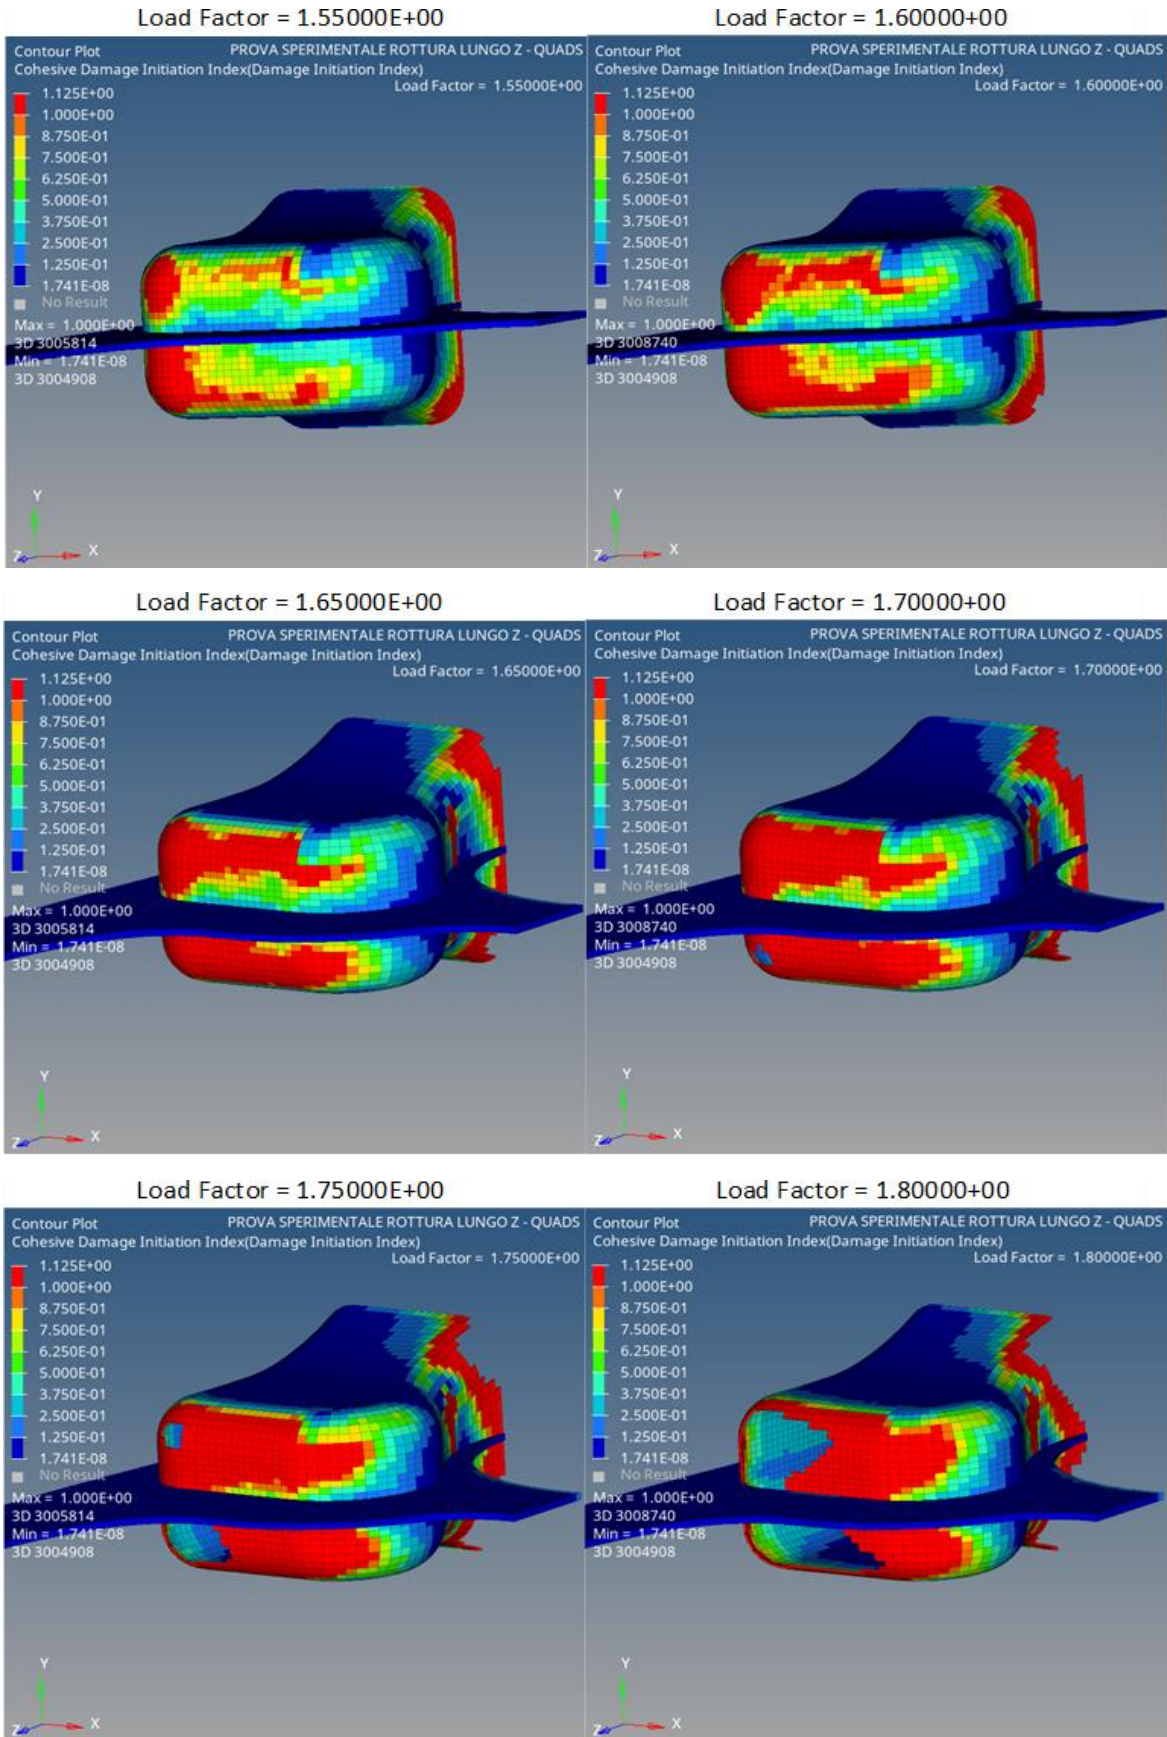 Load Factor = 1.55000E+00
Load Factor = 1.60000+00
Contour Plot
PROVA SPERIMENTALE ROTTURA LUNGO Z - QUADS
Cohesive Damage Initiation Index(Damage Initiation Index)
Load Factor = 1.55000E+00
1.125E+00
1.000E+00
8.750E-01
7.500E-01
6.250E-01
5.000E-01
3.750E-01
2.500E-01
1.250E-01
1.741E-08
No Result
Max = 1.000E+00
3D 3005814
Min = 1.741E-08
3D 3004908
Y
Z
X
Contour Plot
PROVA SPERIMENTALE ROTTURA LUNGO Z - QUADS
Cohesive Damage Initiation Index(Damage Initiation Index)
Load Factor = 1.60000E+00
1.125E+00
1.000E+00
8.750E-01
7.500E-01
6.250E-01
5.000E-01
3.750E-01
2.500E-01
1.250E-01
1.741E-08
No Result
Max = 1.000E+00
3D 3008740
Min = 1.741E-08
3D 3004908
Y
Z
X
Load Factor = 1.65000E+00
Load Factor = 1.70000+00
Contour Plot
PROVA SPERIMENTALE ROTTURA LUNGO Z - QUADS
Cohesive Damage Initiation Index(Damage Initiation Index)
Load Factor = 1.65000E+00
1.125E+00
1.000E+00
8.750E-01
7.500E-01
6.250E-01
5.000E-01
3.750E-01
2.500E-01
1.250E-01
1.741E-08
No Result
Max = 1.000E+00
3D 3005814
Min = 1.741E-08
3D 3004908
Y
Z
X
Contour Plot
PROVA SPERIMENTALE ROTTURA LUNGO Z - QUADS
Cohesive Damage Initiation Index(Damage Initiation Index)
Load Factor = 1.70000E+00
1.125E+00
1.000E+00
8.750E-01
7.500E-01
6.250E-01
5.000E-01
3.750E-01
2.500E-01
1.250E-01
1.741E-08
No Result
Max = 1.000E+00
3D 3008740
Min = 1.741E-08
3D 3004908
Y
Z
X
Load Factor = 1.75000E+00
Load Factor = 1.80000+00
Contour Plot
PROVA SPERIMENTALE ROTTURA LUNGO Z - QUADS
Cohesive Damage Initiation Index(Damage Initiation Index)
Load Factor = 1.75000E+00
1.125E+00
1.000E+00
8.750E-01
7.500E-01
6.250E-01
5.000E-01
3.750E-01
2.500E-01
1.250E-01
1.741E-08
No Result
Max = 1.000E+00
3D 3005814
Min = 1.741E-08
3D 3004908
Y
Z
X
Contour Plot
PROVA SPERIMENTALE ROTTURA LUNGO Z - QUADS
Cohesive Damage Initiation Index(Damage Initiation Index)
Load Factor = 1.80000E+00
1.125E+00
1.000E+00
8.750E-01
7.500E-01
6.250E-01
5.000E-01
3.750E-01
2.500E-01
1.250E-01
1.741E-08
No Result
Max = 1.000E+00
3D 3008740
Min = 1.741E-08
3D 3004908
Y
Z
X